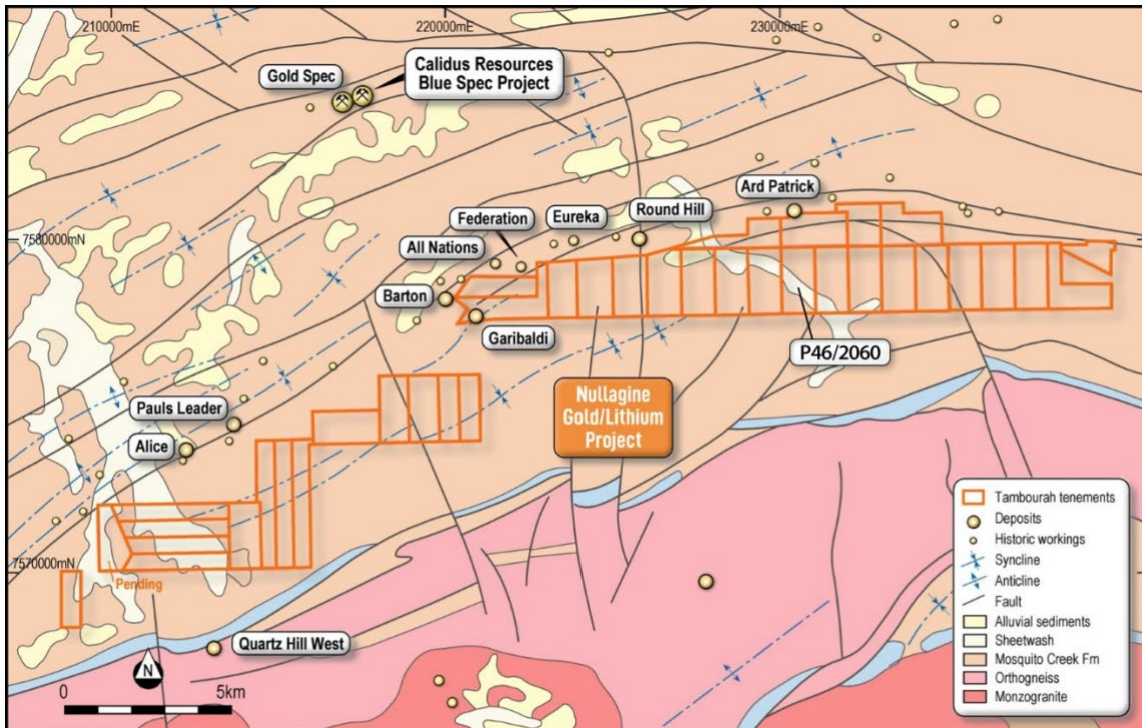 210000mE
220000mE
230000mE
Gold Spec
Calidus Resources
Blue Spec Project
Ard Patrick
Round Hill
Eureka
Federation
All Nations
7580000mN
Barton
Garibaldi
P46/2060
Nullagine
Gold/Lithium
Project
Pauls Leader
Alice
7570000mN
Pending
Quartz Hill West
N
0
5km
Tambourah tenements
Deposits
Historic workings
Syncline
Anticline
Fault
Alluvial sediments
Sheetwash
Mosquito Creek Fm
Orthogneiss
Monzogranite